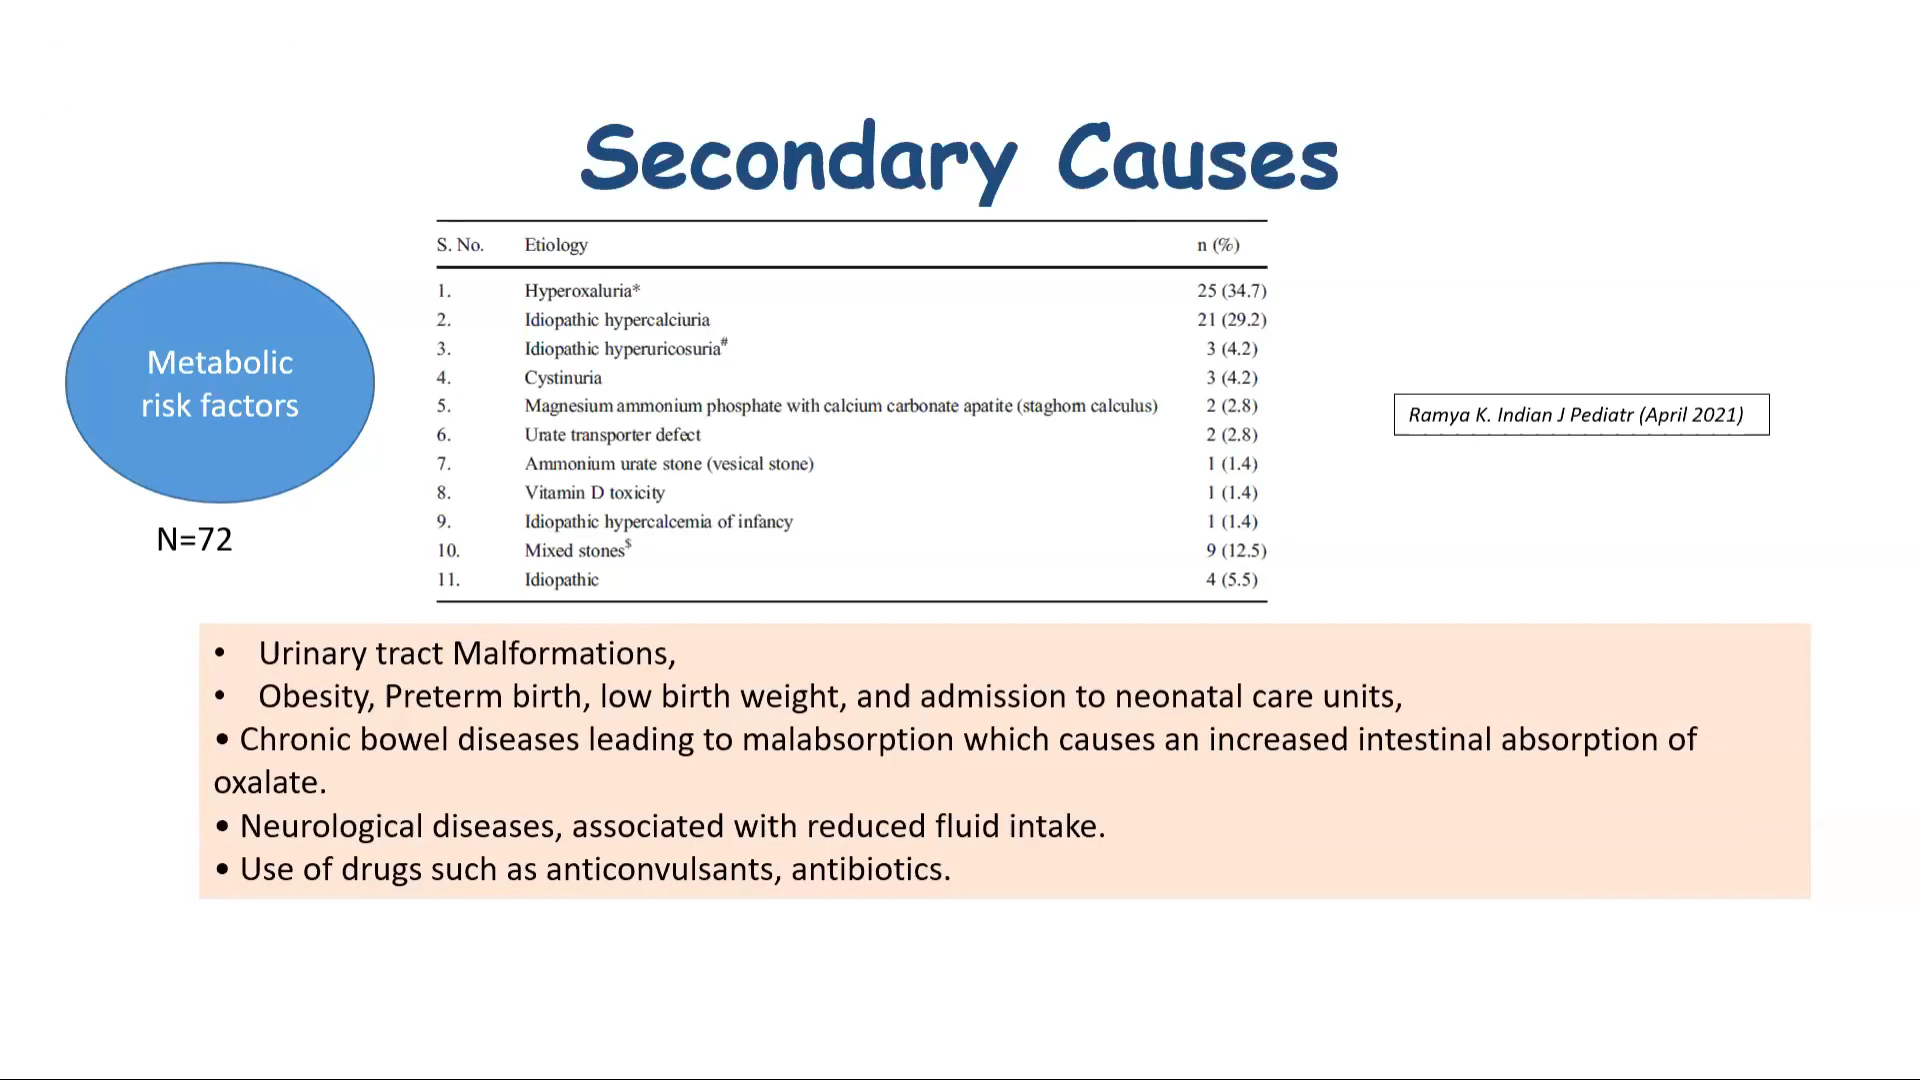 Secondary Causes
S. No. Etiology n (%)
1. Hyperoxaluria* 25 (34.7)
2. Idiopathic hypercalciuria 21 (29.2)
3. Idiopathic hyperuricosuria# 3 (4.2)
4. Cystinuria 3 (4.2)
5. Magnesium ammonium phosphate with calcium carbonate apatite (staghorn calculus) 2 (2.8)
6. Urate transporter defect 2 (2.8)
7. Ammonium urate stone (vesical stone) 1 (1.4)
8. Vitamin D toxicity 1 (1.4)
9. Idiopathic hypercalcemia of infancy 1 (1.4)
10. Mixed stones$ 9 (12.5)
11. Idiopathic 4 (5.5)
Metabolic
risk factors
N=72
Ramya K. Indian J Pediatr (April 2021)
• Urinary tract Malformations,
• Obesity, Preterm birth, low birth weight, and admission to neonatal care units,
• Chronic bowel diseases leading to malabsorption which causes an increased intestinal absorption of
oxalate.
• Neurological diseases, associated with reduced fluid intake.
• Use of drugs such as anticonvulsants, antibiotics.